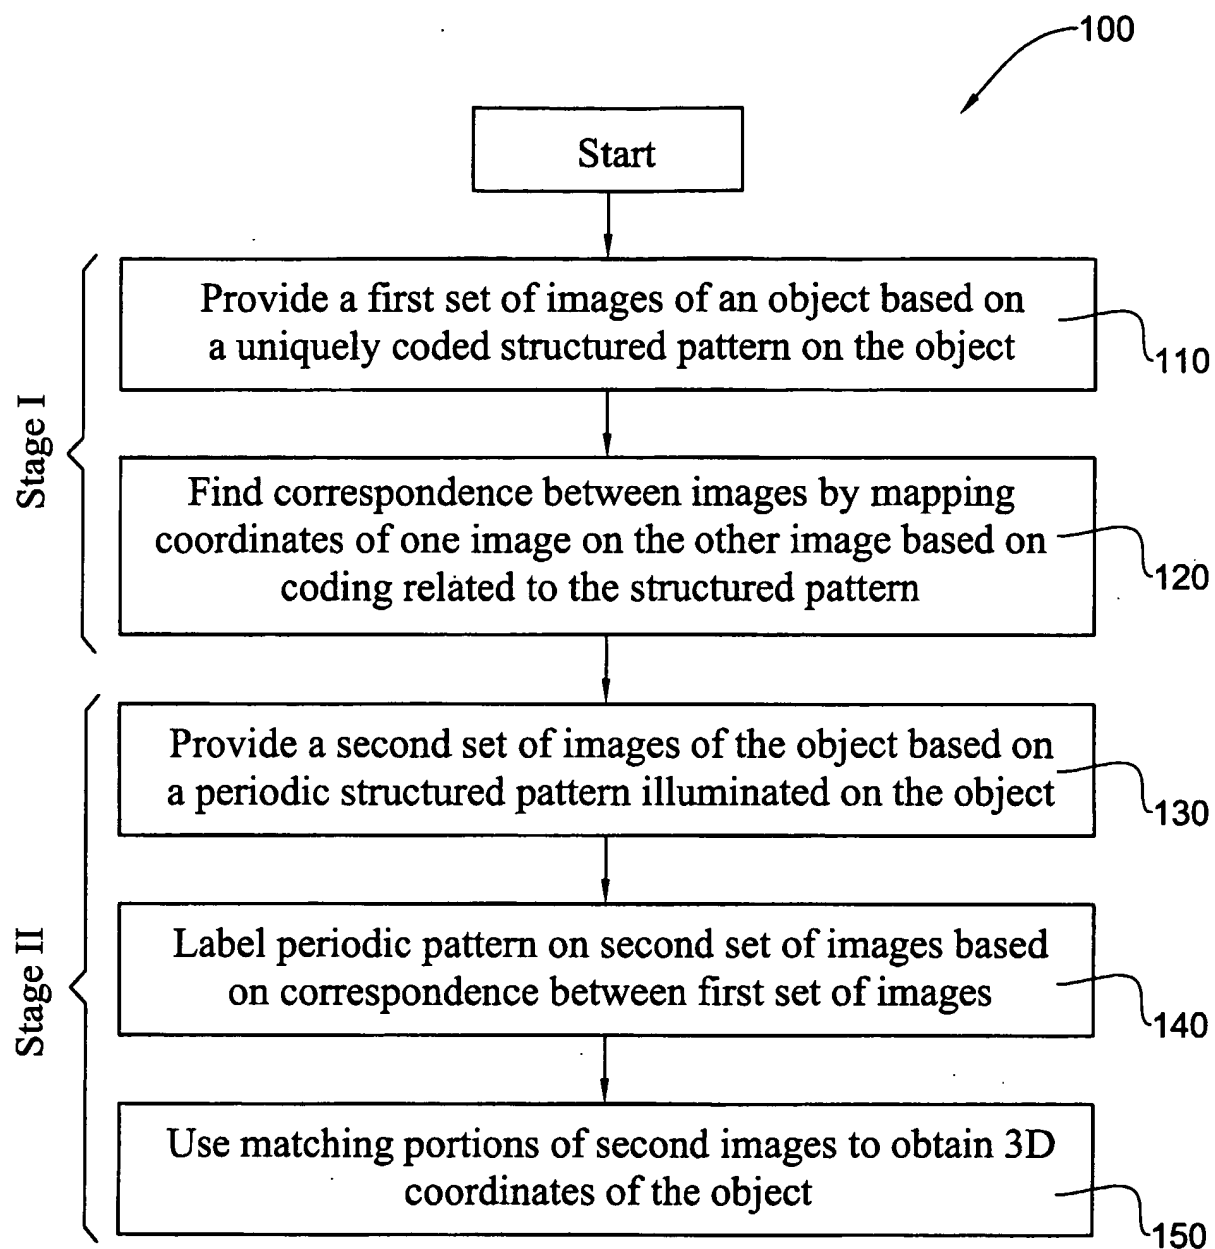 100
Start
Provide a first set of images of an object based on
a uniquely coded structured pattern on the object
110
Stage I
Find correspondence between images by mapping
coordinates of one image on the other image based on
coding related to the structured pattern
120
Provide a second set of images of the object based on
a periodic structured pattern illuminated on the object
130
Stage II
Label periodic pattern on second set of images based
on correspondence between first set of images
140
Use matching portions of second images to obtain 3D
coordinates of the object
150